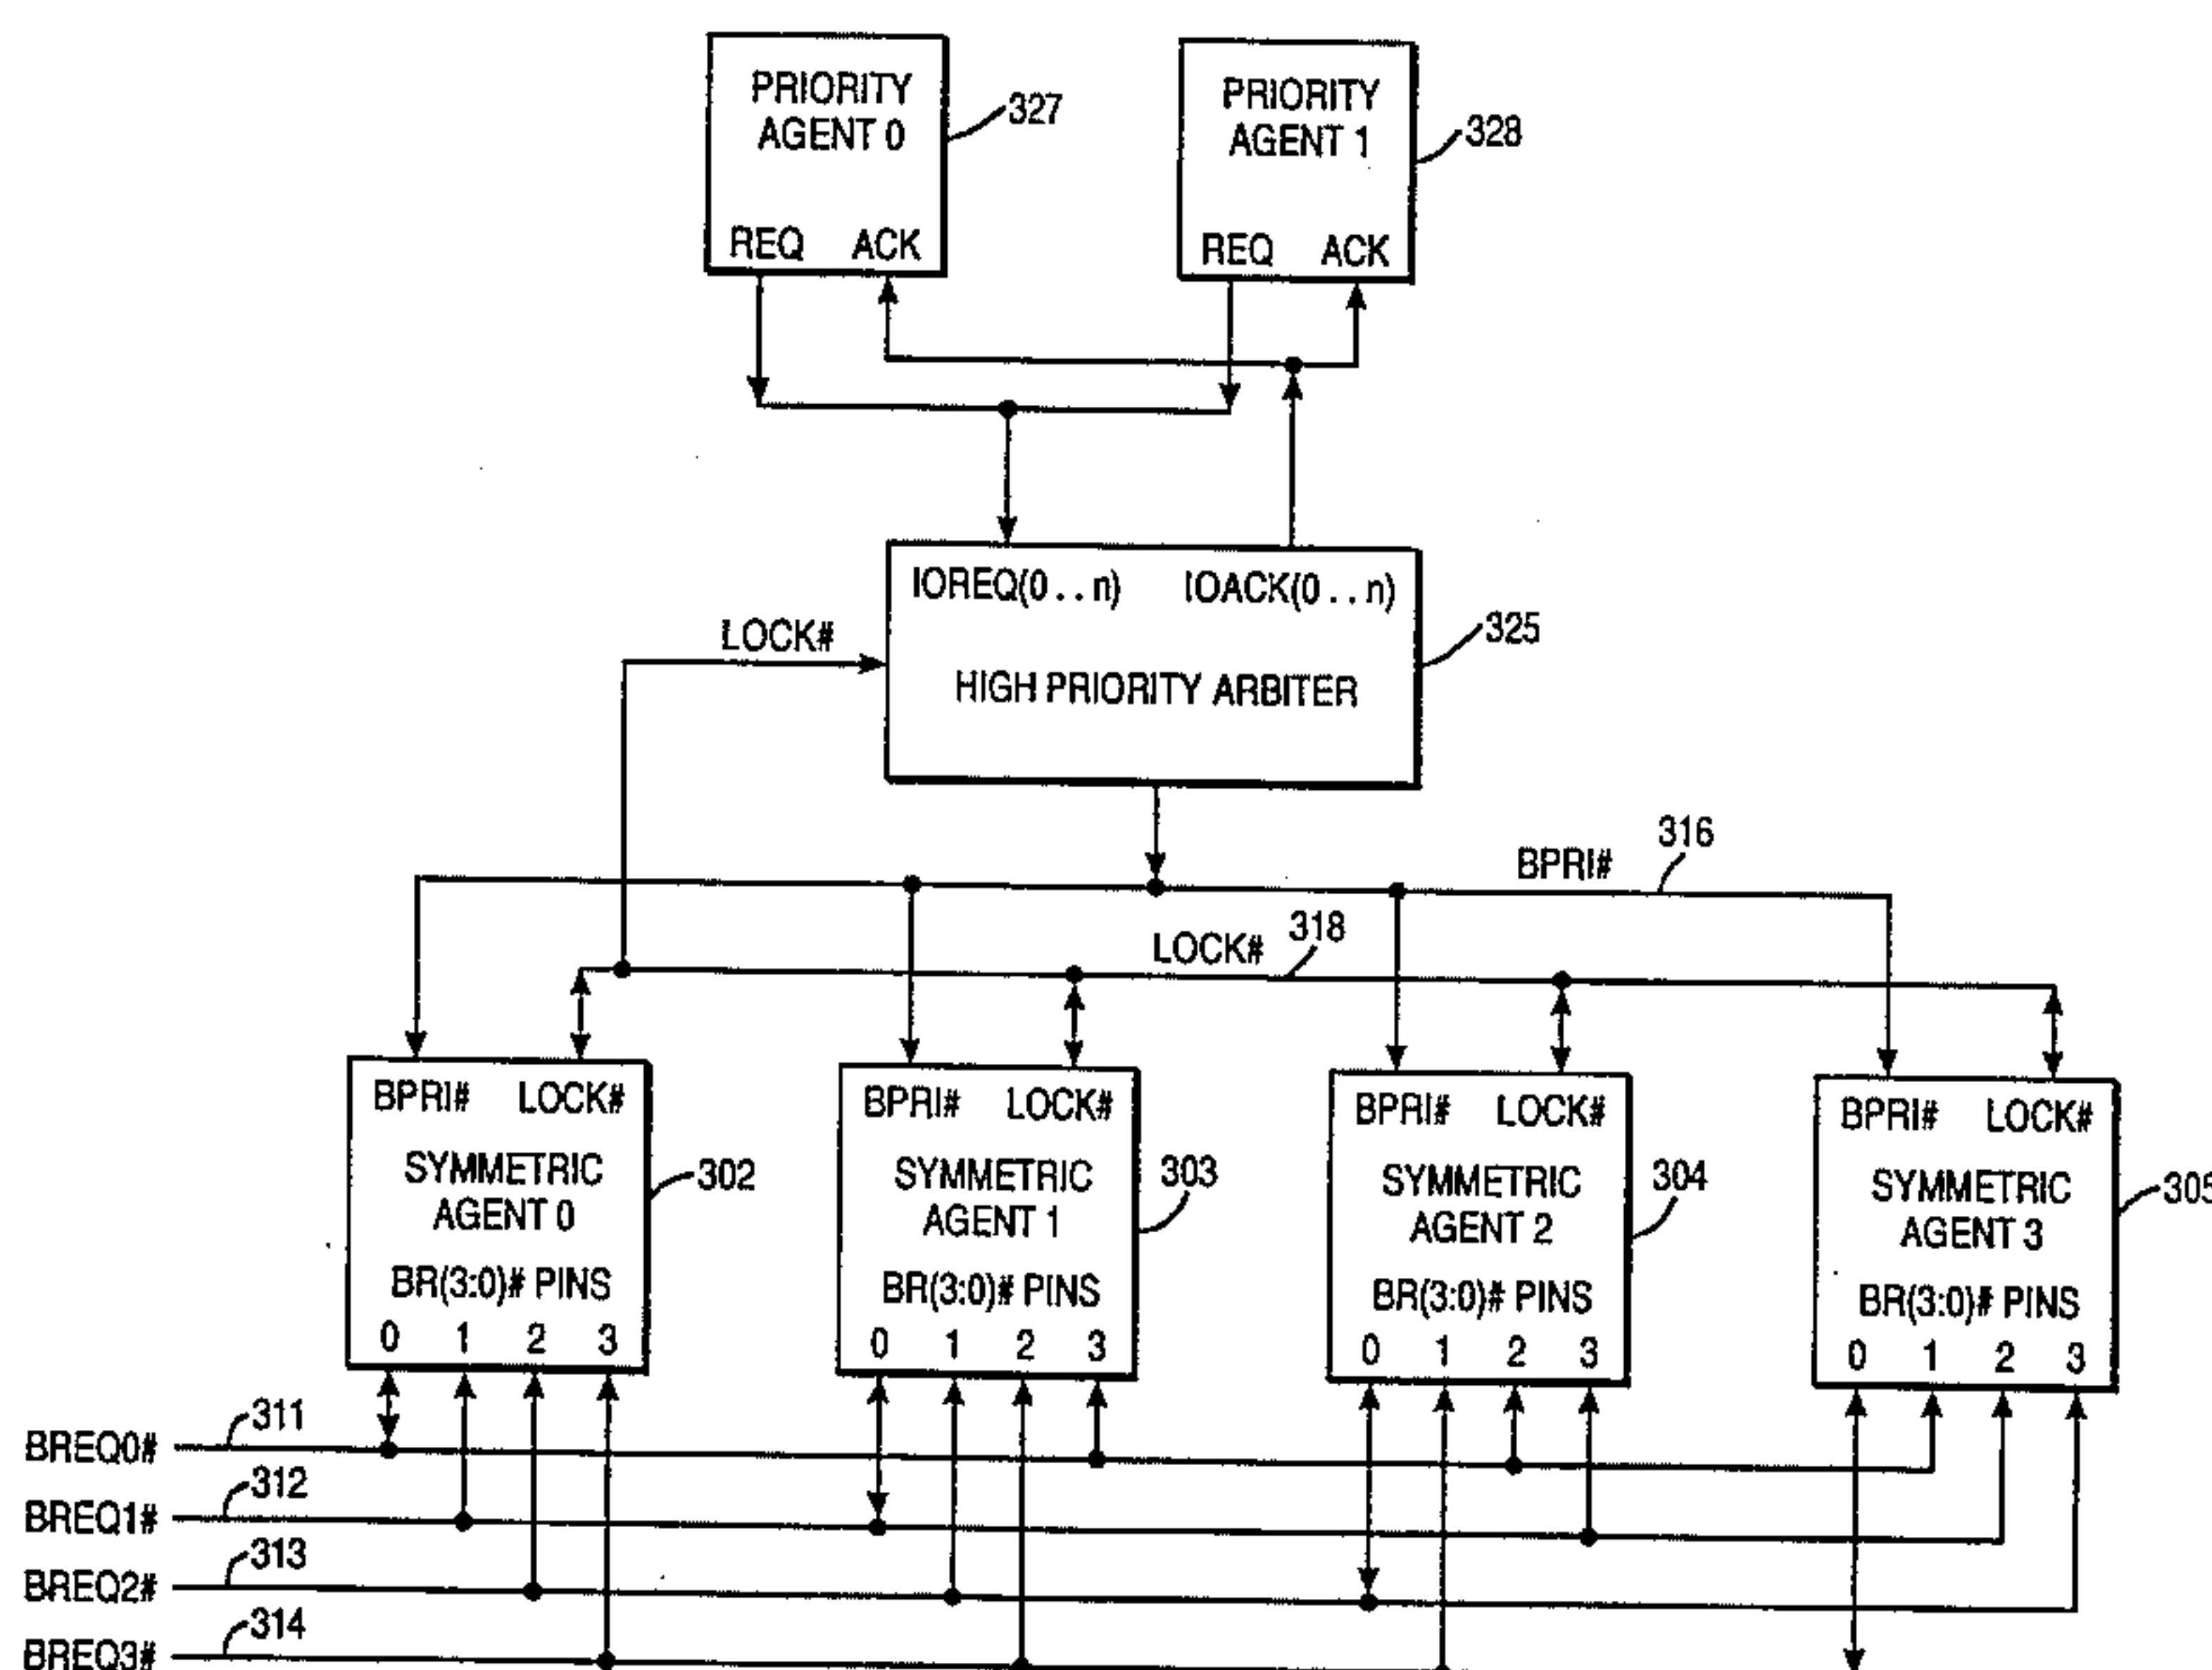 PRIORITY
AGENT 0
327
REQ ACK
PRIORITY
AGENT 1
328
REQ ACK
IOREQ(0 . . n) IOACK(0 . . n)
325
LOCK#
HIGH PRIORITY ARBITER
BPRI#
316
LOCK#
318
BPRI# LOCK#
SYMMETRIC
AGENT 0
302
BR(3:0)# PINS
0 1 2 3
BPRI# LOCK#
SYMMETRIC
AGENT 1
303
BR(3:0)# PINS
0 1 2 3
BPRI# LOCK#
SYMMETRIC
AGENT 2
304
BR(3:0)# PINS
0 1 2 3
BPRI# LOCK#
SYMMETRIC
AGENT 3
305
BR(3:0)# PINS
0 1 2 3
BREQ0# 311
BREQ1# 312
BREQ2# 313
BREQ3# 314